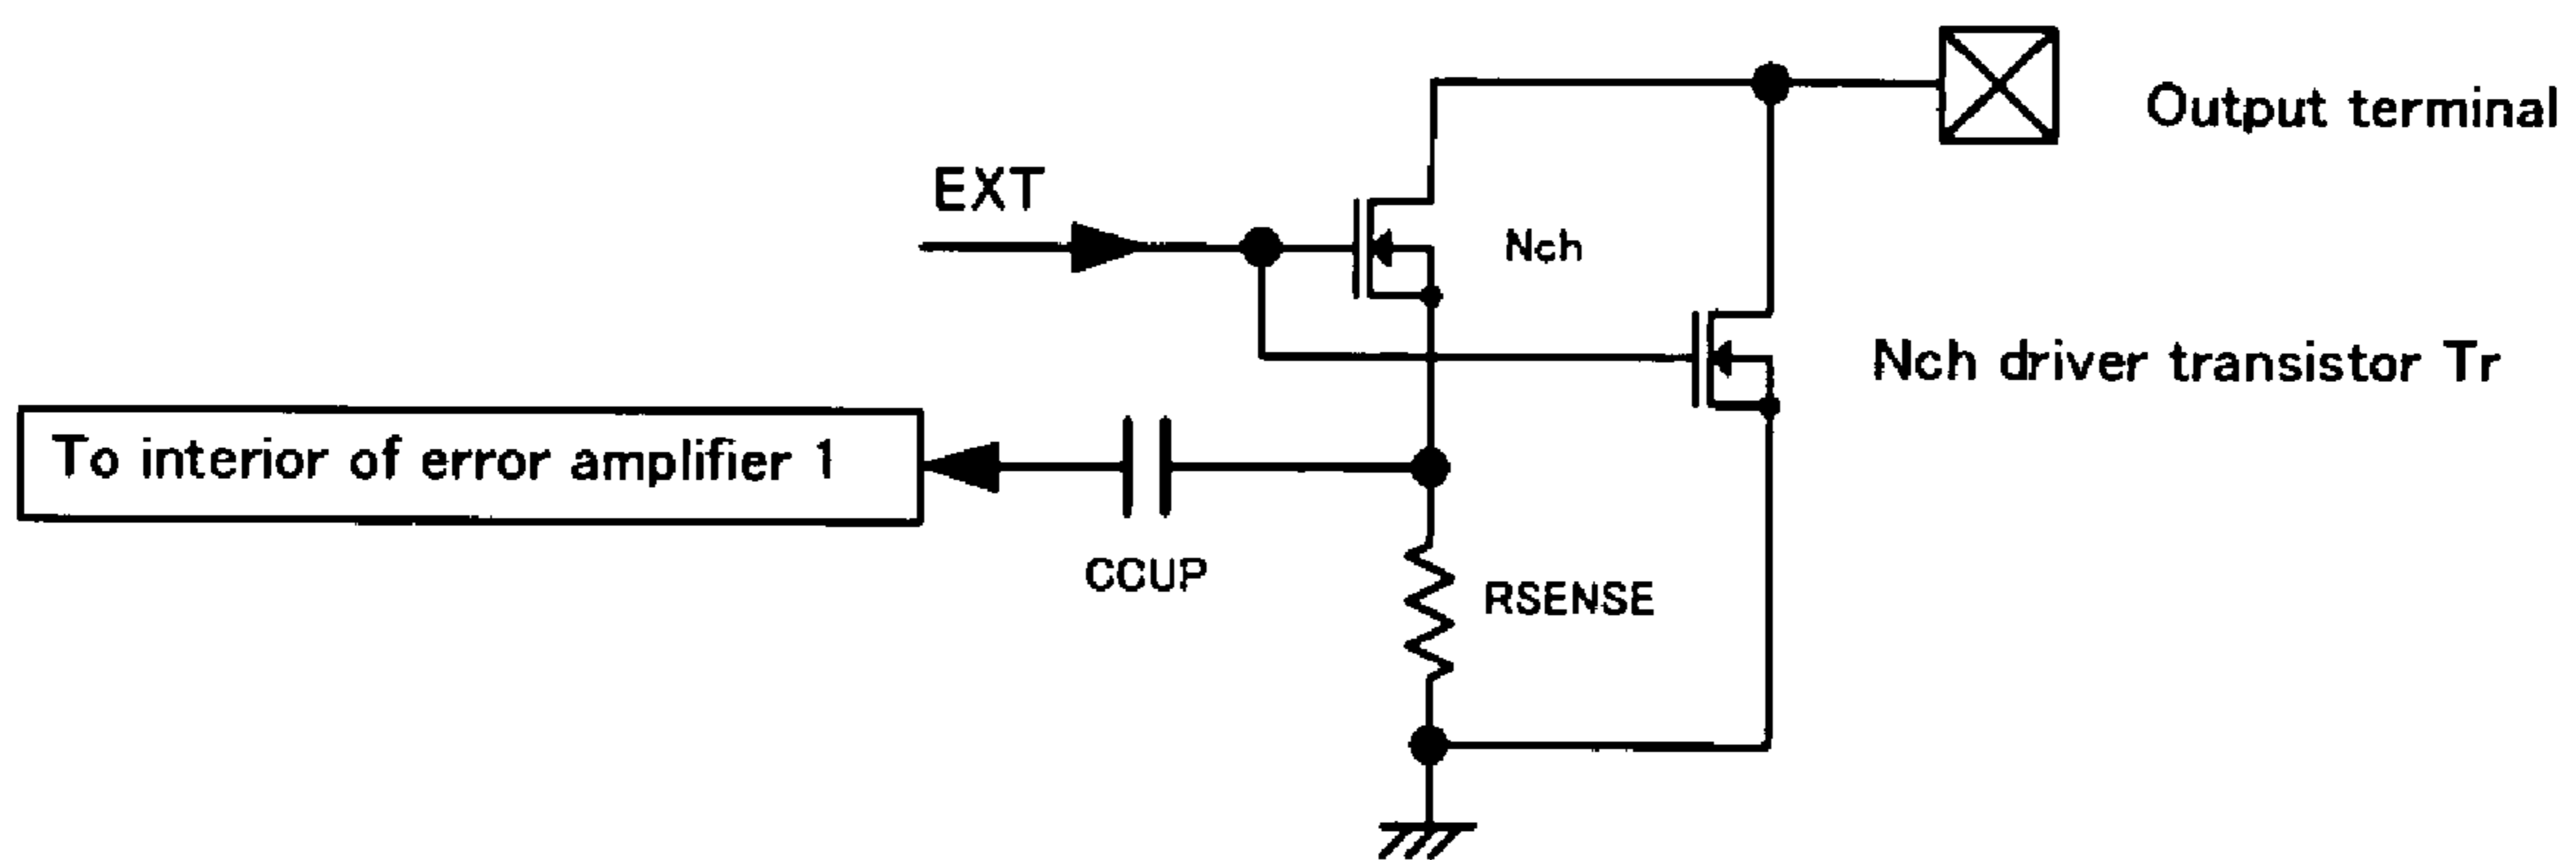 Output terminal
EXT
Nch
Nch driver transistor Tr
To interior of error amplifier 1
CCUP
RSENSE